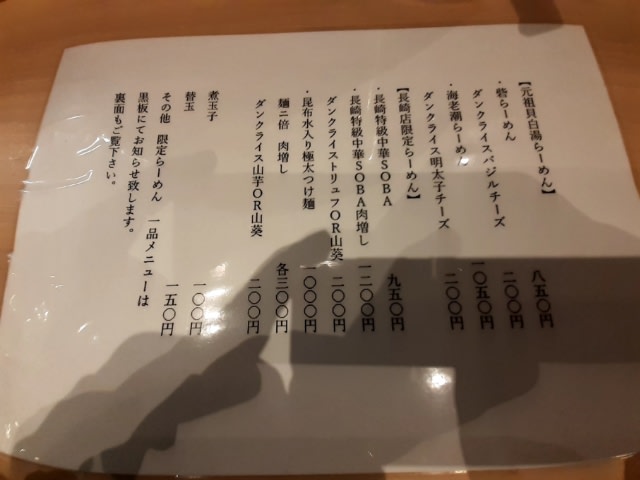 【元祖貝白湯らーめん】
・砦らーめん 八五〇円
ダンクライスバジルチーズ 二〇〇円
・海老潮らーめん 一〇五〇円
ダンクライス明太子チーズ 二〇〇円
【長崎店限定らーめん】
・長崎特級中華SOBA 九五〇円
・長崎特級中華SOBA肉増し 一二〇〇円
ダンクライストリュフOR山葵 二〇〇円
・昆布水入り極太つけ麺 一〇〇〇円
麺ニ倍 肉増し 各三〇〇円
ダンクライス山芋OR山葵 二〇〇円
煮玉子 一〇〇円
替玉 一五〇円
その他 限定らーめん 一品メニューは
黒板にてお知らせ致します。
裏面もご覧下さい。